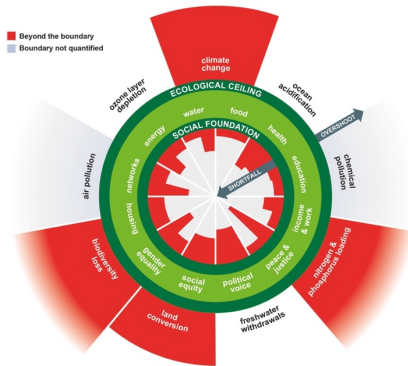 Beyond the boundary
Boundary not quantified
climate
change
ozone layer
depletion
ocean
acidification
ECOLOGICAL CEILING
OVERSHOOT
water
food
energy
health
SOCIAL FOUNDATION
SHORTFALL
air pollution
networks
education
chemical
pollution
housing
income
& work
gender
equality
peace &
justice
social
equity
political
voice
biodiversity
loss
nitrogen &
phosphorus loading
land
conversion
freshwater
withdrawals